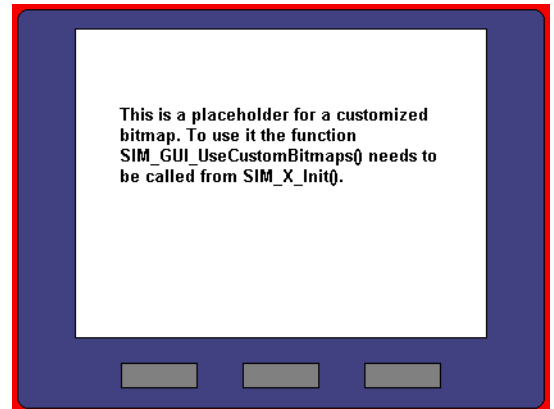 This is a placeholder for a customized
bitmap. To use it the function
SIM_GUI_UseCustomBitmaps() needs to
be called from SIM_X_Init().